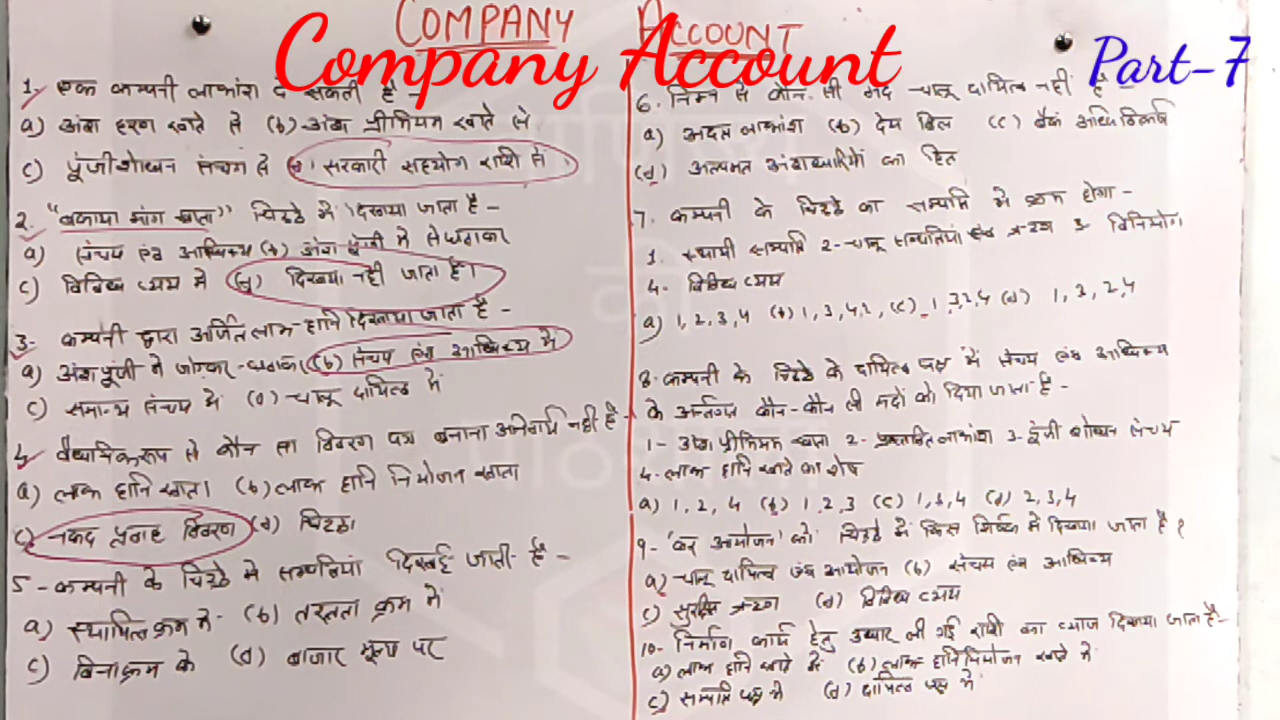 COMPANY ACCOUNT
Company Account
Part-7
1- एक कम्पनी लाभांश दे सकती है -
a) अंश हरण खाते से (b) अंश प्रीमियम खाते से
c) पूंजी शोधन संचय से (d) सरकारी सहयोग राशि से
2. "बकाया मांग खाता" चिट्ठे में दिखाया जाता है -
a) संचय एवं आधिक्य (b) अंश पूंजी में से घटाकर
c) विविध व्यय में (d) दिखाया नहीं जाता है।
3- कम्पनी द्वारा अर्जित लाभ-हानि दिखाया जाता है -
a) अंश पूंजी में जोड़कर-घटाकर (b) संचय एवं आधिक्य में
c) समान्य संचय में (d) चालू दायित्व में
4. वैधानिक रूप से कौन सा विवरण पत्र बनाना अनिवार्य नहीं है -
a) लाभ हानि खाता (b) लाभ हानि नियोजन खाता
c) नकद प्रवाह विवरण (d) चिट्ठा
5 - कम्पनी के चिट्ठे में सम्पत्तियां दिखाई जाती है -
a) स्थायित्व क्रम में (b) तरलता क्रम में
c) बिना क्रम के (d) बाजार मूल्य पर
6. निम्न में कौन सी मद चालू दायित्व नहीं है
a) अदत्त लाभांश (b) देय बिल (c) बैंक अधिविकर्ष
(d) अल्पमत अंशधारियों का हित
7. कम्पनी के चिट्ठे का सम्पत्ति में क्रम होगा -
1. स्थायी सम्पत्ति 2- चालू सम्पत्तियां एवं ऋण 3- विनियोग
4- विविध व्यय
a) 1, 2, 3, 4 (b) 1, 3, 4, 2, (c) 1, 3, 2, 4 (d) 1, 3, 2, 4
8. कम्पनी के चिट्ठे के दायित्व पक्ष में संचय एवं आधिक्य
के अर्न्तगत कौन-कौन सी मदों को दिया जाता है -
1- अंश प्रीमियम खाता 2- प्रस्तावित लाभांश 3- पूंजी शोधन संचय
4- लाभ हानि खाते का शेष
a) 1, 2, 4 (b) 1, 2, 3 (c) 1, 3, 4 (d) 2, 3, 4
9- 'कर आयोजन' को चिट्ठे में किस शीर्षक में दिखाया जाता है ?
a) चालू दायित्व एवं आयोजन (b) संचय एवं आधिक्य
c) सुरक्षित ऋण (d) विविध व्यय
10- निर्माण कार्य हेतु उधार ली गई राशी का ब्याज दिखाया जाता है -
a) लाभ हानि खाते में (b) लाभ हानि नियोजन खाते में
c) सम्पत्ति पक्ष में (d) दायित्व पक्ष में